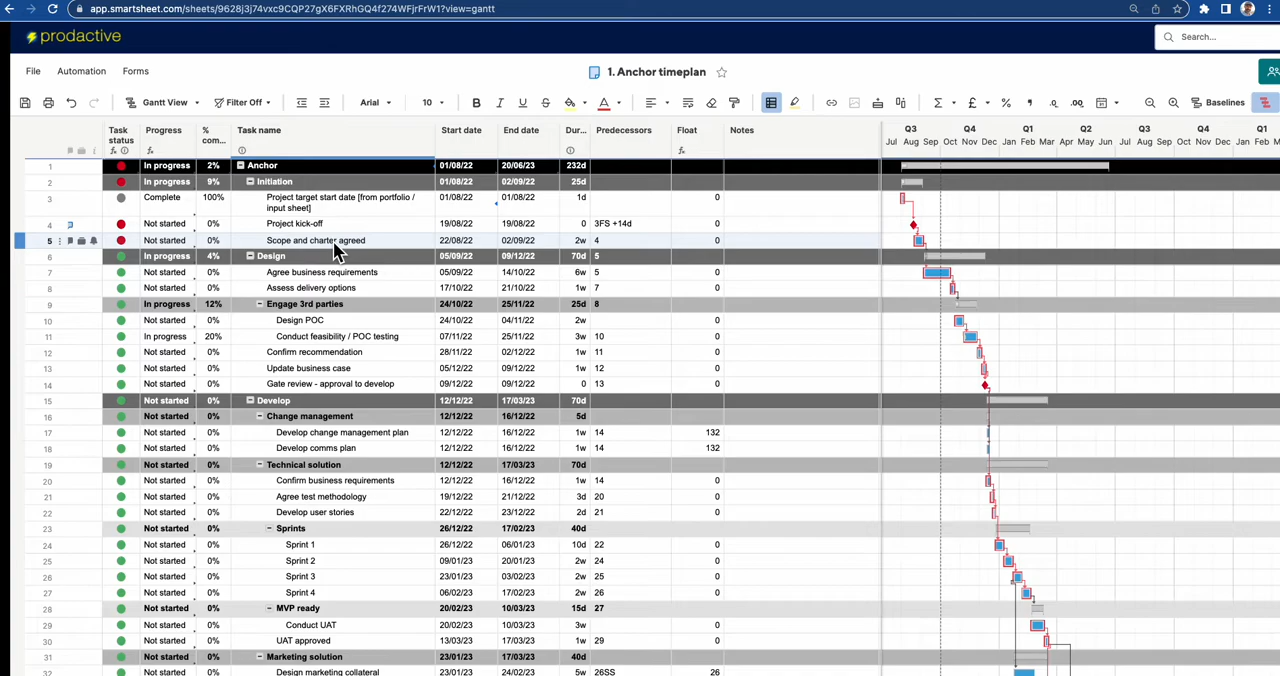 app.smartsheet.com/sheets/9628j3j74vxc9CQP27gX6FXRhGQ4f274WFjrFrW1?view=gantt
prodactive
Search...
File Automation Forms
1. Anchor timeplan
Gantt View Filter Off Arial 10 B I U S A Σ £ % .0 .00 Baselines
Task status Progress % com... Task name Start date End date Dur... Predecessors Float Notes
Q3 Q4 Q1 Q2 Q3 Q4 Q1
Jul Aug Sep Oct Nov Dec Jan Feb Mar Apr May Jun Jul Aug Sep Oct Nov Dec Jan Feb M
1 In progress 2% Anchor 01/08/22 20/06/23 232d
2 In progress 9% Initiation 01/08/22 02/09/22 25d
3 Complete 100% Project target start date [from portfolio / input sheet] 01/08/22 01/08/22 1d 0
4 Not started 0% Project kick-off 19/08/22 19/08/22 0 3FS +14d 0
5 Not started 0% Scope and charter agreed 22/08/22 02/09/22 2w 4 0
6 In progress 4% Design 05/09/22 09/12/22 70d 5
7 Not started 0% Agree business requirements 05/09/22 14/10/22 6w 5 0
8 Not started 0% Assess delivery options 17/10/22 21/10/22 1w 7 0
9 In progress 12% Engage 3rd parties 24/10/22 25/11/22 25d 8
10 Not started 0% Design POC 24/10/22 04/11/22 2w 0
11 In progress 20% Conduct feasibility / POC testing 07/11/22 25/11/22 3w 10 0
12 Not started 0% Confirm recommendation 28/11/22 02/12/22 1w 11 0
13 Not started 0% Update business case 05/12/22 09/12/22 1w 12 0
14 Not started 0% Gate review - approval to develop 09/12/22 09/12/22 0 13 0
15 Not started 0% Develop 12/12/22 17/03/23 70d
16 Not started 0% Change management 12/12/22 16/12/22 5d
17 Not started 0% Develop change management plan 12/12/22 16/12/22 1w 14 132
18 Not started 0% Develop comms plan 12/12/22 16/12/22 1w 14 132
19 Not started 0% Technical solution 12/12/22 17/03/23 70d
20 Not started 0% Confirm business requirements 12/12/22 16/12/22 1w 14 0
21 Not started 0% Agree test methodology 19/12/22 21/12/22 3d 20 0
22 Not started 0% Develop user stories 22/12/22 23/12/22 2d 21 0
23 Not started 0% Sprints 26/12/22 17/02/23 40d
24 Not started 0% Sprint 1 26/12/22 06/01/23 10d 22 0
25 Not started 0% Sprint 2 09/01/23 20/01/23 2w 24 0
26 Not started 0% Sprint 3 23/01/23 03/02/23 2w 25 0
27 Not started 0% Sprint 4 06/02/23 17/02/23 2w 26 0
28 Not started 0% MVP ready 20/02/23 10/03/23 15d 27
29 Not started 0% Conduct UAT 20/02/23 10/03/23 3w 0
30 Not started 0% UAT approved 13/03/23 17/03/23 1w 29 0
31 Not started 0% Marketing solution 23/01/23 17/03/23 40d
32 Not started 0% Design marketing collateral 23/01/23 24/02/23 5w 26SS 26